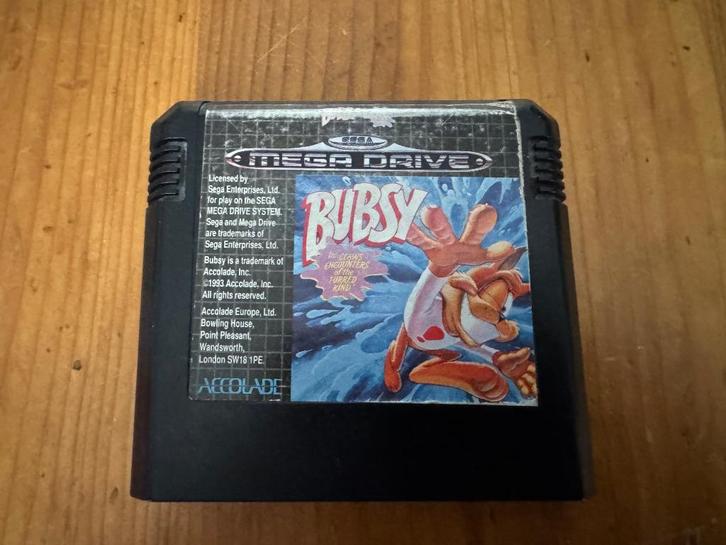 SEGA
MEGA DRIVE
Licensed by
Sega Enterprises, Ltd.
for play on the SEGA
MEGA DRIVE SYSTEM.
Sega and Mega Drive
are trademarks of
Sega Enterprises, Ltd.
Bubsy is a trademark of
Accolade, Inc.
©1993 Accolade, Inc.
All rights reserved.
Accolade Europe, Ltd.
Bowling House,
Point Pleasant,
Wandsworth,
London SW18 1PE.
ACCOLADE
BUBSY
in: CLAWS
ENCOUNTERS
of the
FURRED
KIND